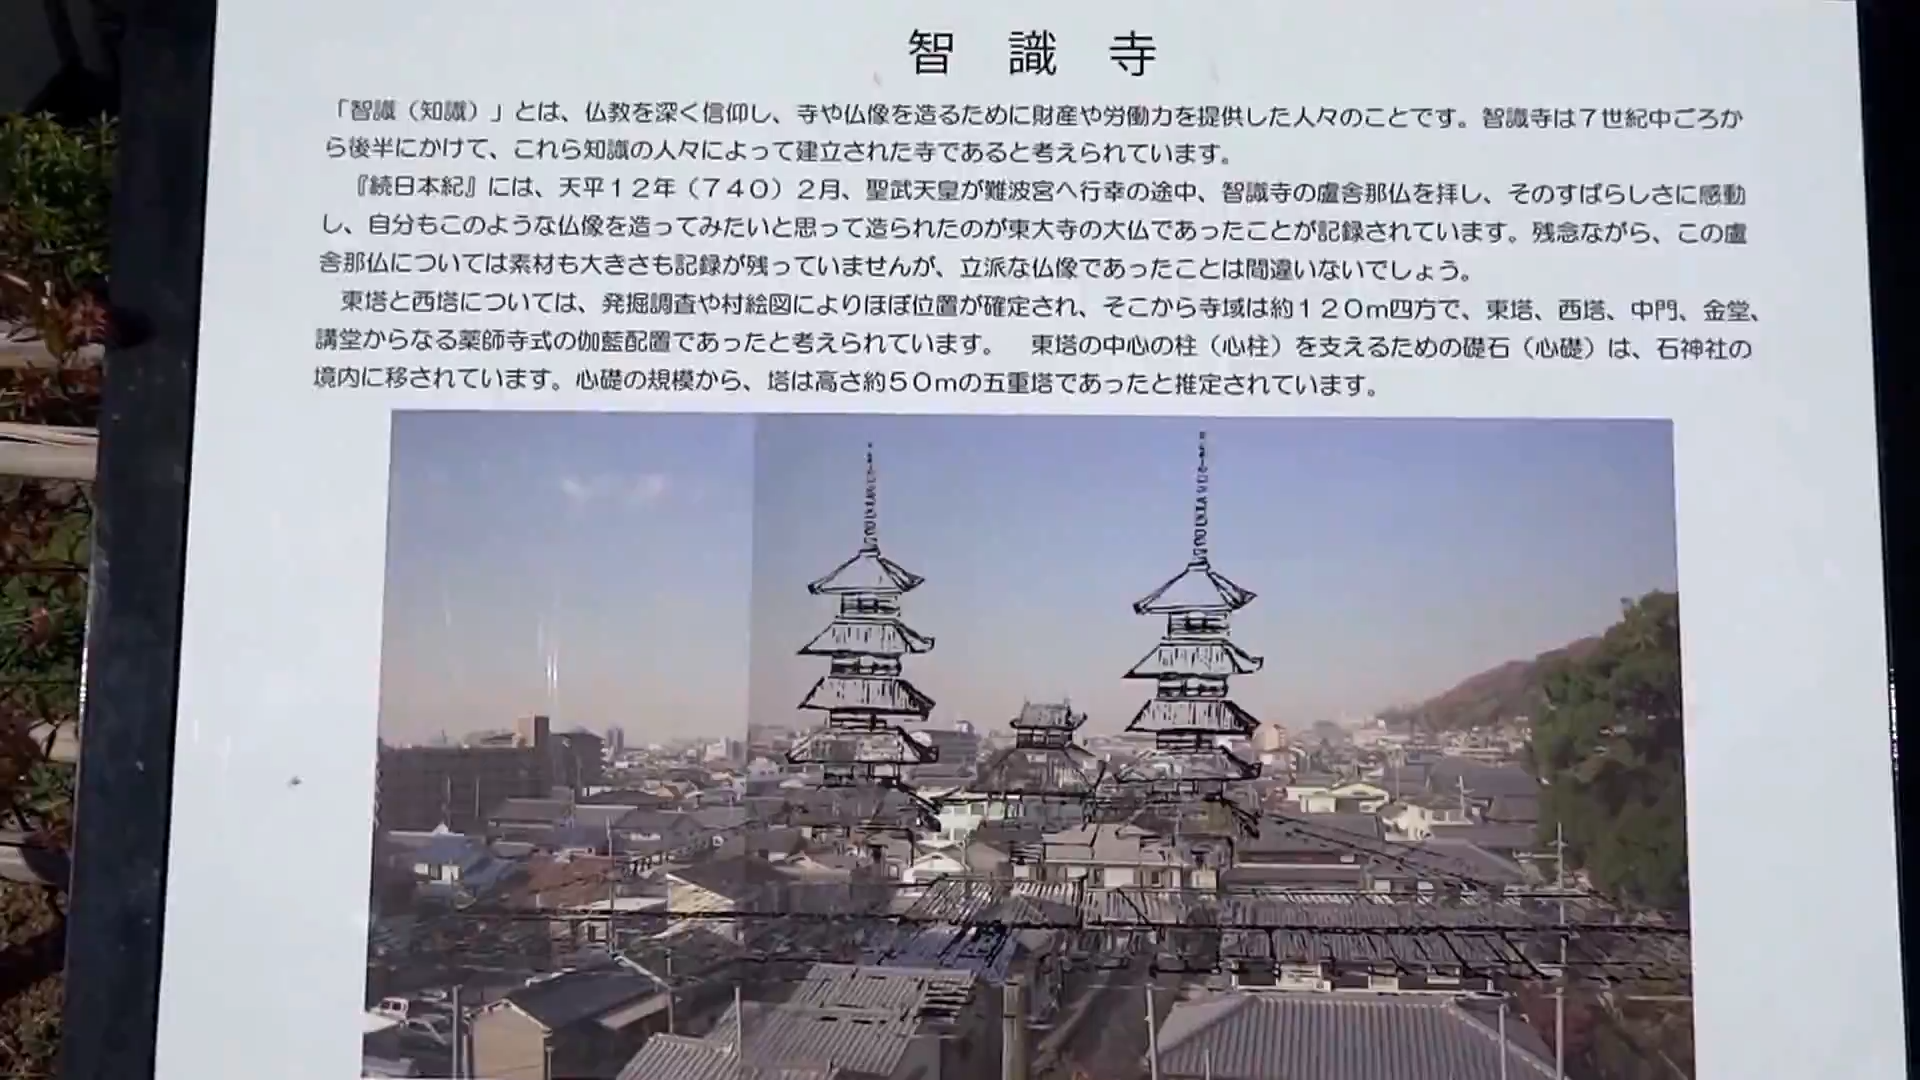 智識寺
「智識（知識）」とは、仏教を深く信仰し、寺や仏像を造るために財産や労働力を提供した人々のことです。智識寺は７世紀中ごろか
ら後半にかけて、これら知識の人々によって建立された寺であると考えられています。
『続日本紀』には、天平１２年（７４０）２月、聖武天皇が難波宮へ行幸の途中、智識寺の盧舎那仏を拝し、そのすばらしさに感動
し、自分もこのような仏像を造ってみたいと思って造られたのが東大寺の大仏であったことが記録されています。残念ながら、この盧
舎那仏については素材も大きさも記録が残っていませんが、立派な仏像であったことは間違いないでしょう。
東塔と西塔については、発掘調査や村絵図によりほぼ位置が確定され、そこから寺域は約１２０ｍ四方で、東塔、西塔、中門、金堂、
講堂からなる薬師寺式の伽藍配置であったと考えられています。　東塔の中心の柱（心柱）を支えるための礎石（心礎）は、石神社の
境内に移されています。心礎の規模から、塔は高さ約５０ｍの五重塔であったと推定されています。